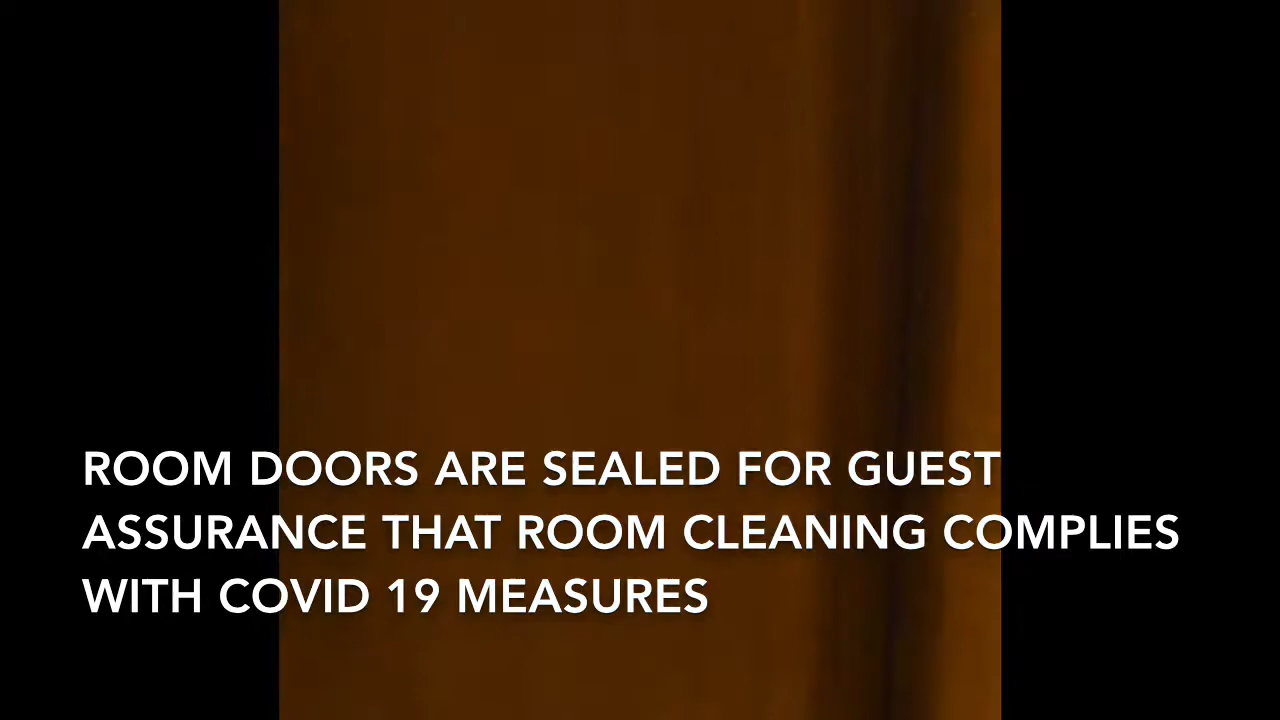 ROOM DOORS ARE SEALED FOR GUEST
ASSURANCE THAT ROOM CLEANING COMPLIES
WITH COVID 19 MEASURES